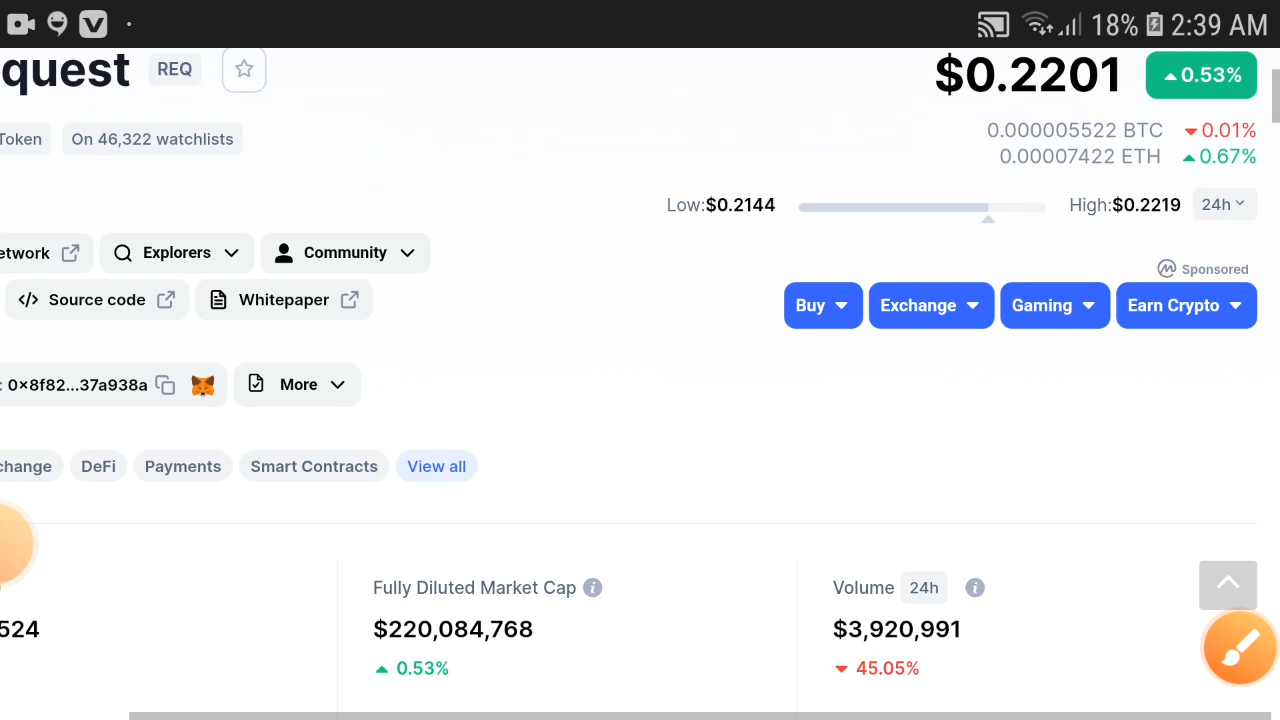 18% 2:39 AM
quest REQ $0.2201 0.53%
Token On 46,322 watchlists 0.000005522 BTC 0.01%
0.00007422 ETH 0.67%
Low:$0.2144 High:$0.2219 24h
etwork Explorers Community
Sponsored
Source code Whitepaper Buy Exchange Gaming Earn Crypto
: 0x8f82...37a938a More
change DeFi Payments Smart Contracts View all
Fully Diluted Market Cap Volume 24h
524 $220,084,768 $3,920,991
0.53% 45.05%